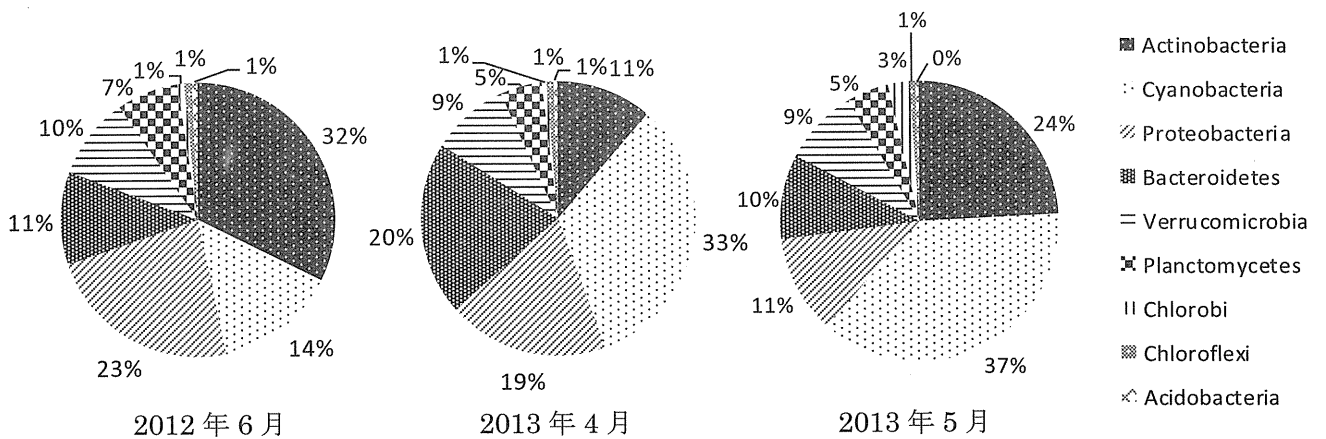 1%
1%
1%
7%
10%
11%
23%
14%
32%
2012 年 6 月
1%
1%
1%
11%
5%
9%
20%
19%
33%
2013 年 4 月
1%
0%
3%
5%
9%
10%
11%
37%
24%
2013 年 5 月
Actinobacteria
Cyanobacteria
Proteobacteria
Bacteroidetes
Verrucomicrobia
Planctomycetes
Chlorobi
Chloroflexi
Acidobacteria